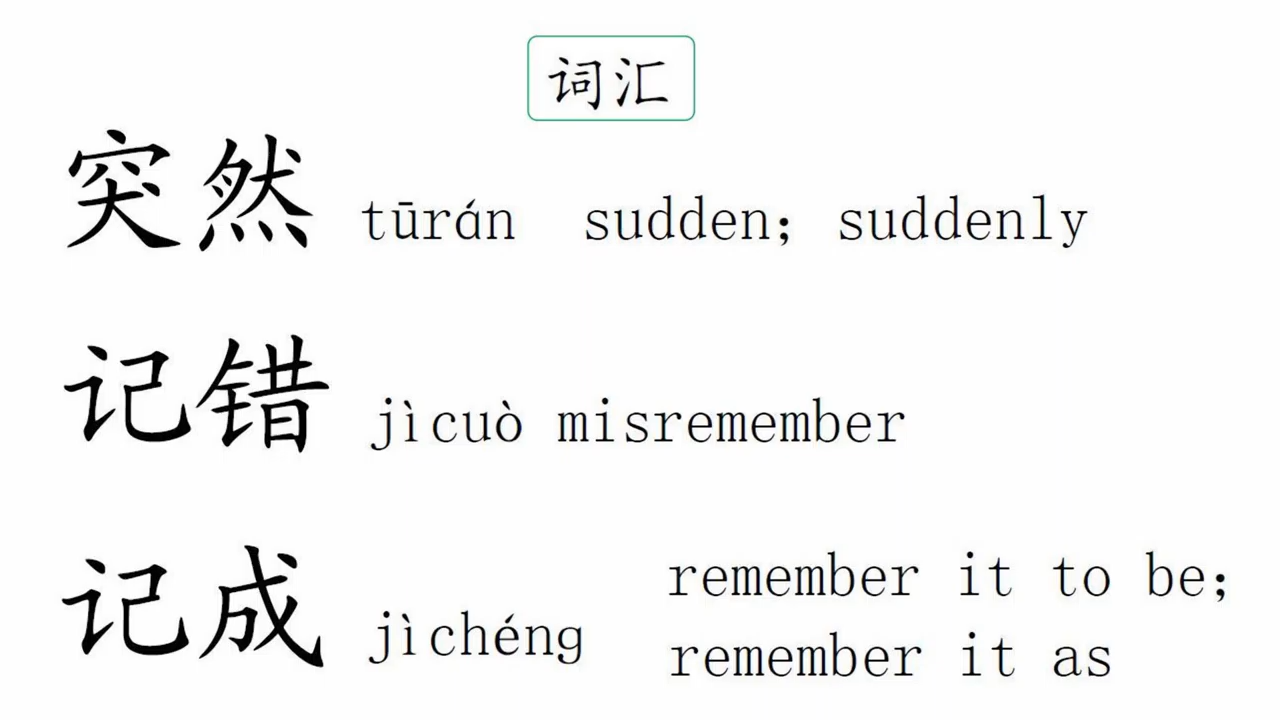 词汇
突然 tūrán sudden; suddenly
记错 jìcuò misremember
记成 jìchéng remember it to be;
remember it as